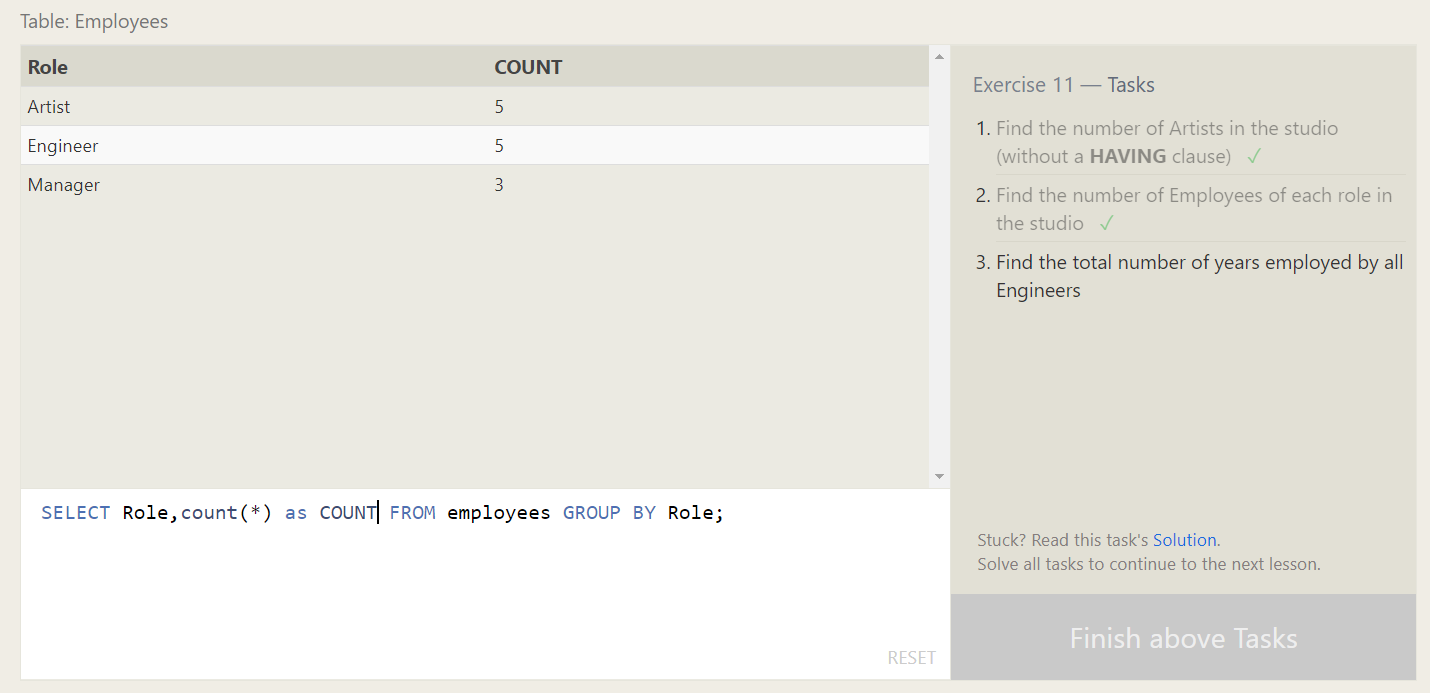 Table: Employees
Role COUNT
Artist 5
Engineer 5
Manager 3
SELECT Role,count(*) as COUNT FROM employees GROUP BY Role;
RESET
Exercise 11 — Tasks
1. Find the number of Artists in the studio
(without a HAVING clause) ✓
2. Find the number of Employees of each role in
the studio ✓
3. Find the total number of years employed by all
Engineers
Stuck? Read this task's Solution.
Solve all tasks to continue to the next lesson.
Finish above Tasks